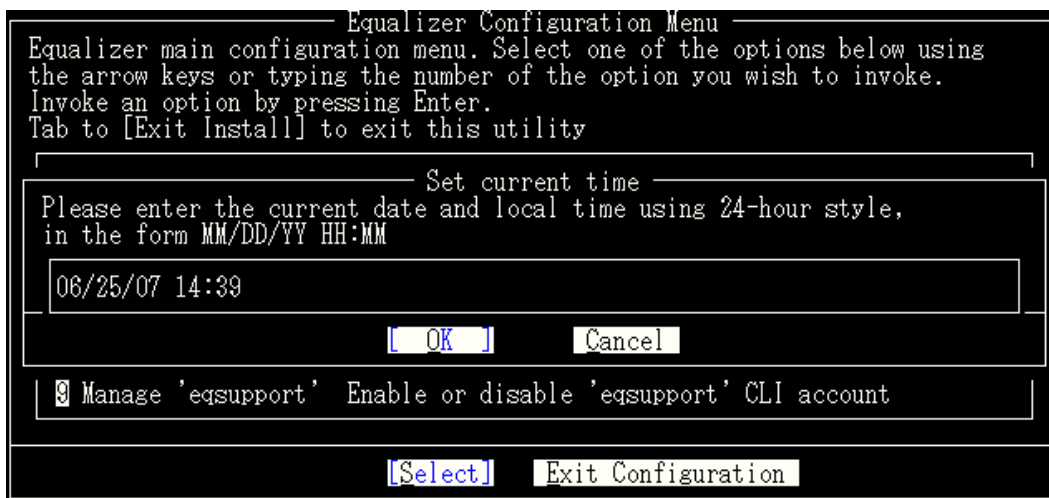 Equalizer Configuration Menu
Equalizer main configuration menu. Select one of the options below using
the arrow keys or typing the number of the option you wish to invoke.
Invoke an option by pressing Enter.
Tab to [Exit Install] to exit this utility
Set current time
Please enter the current date and local time using 24-hour style,
in the form MM/DD/YY HH:MM
06/25/07 14:39
[ OK ] Cancel
9 Manage 'eqsupport' Enable or disable 'eqsupport' CLI account
[Select] Exit Configuration